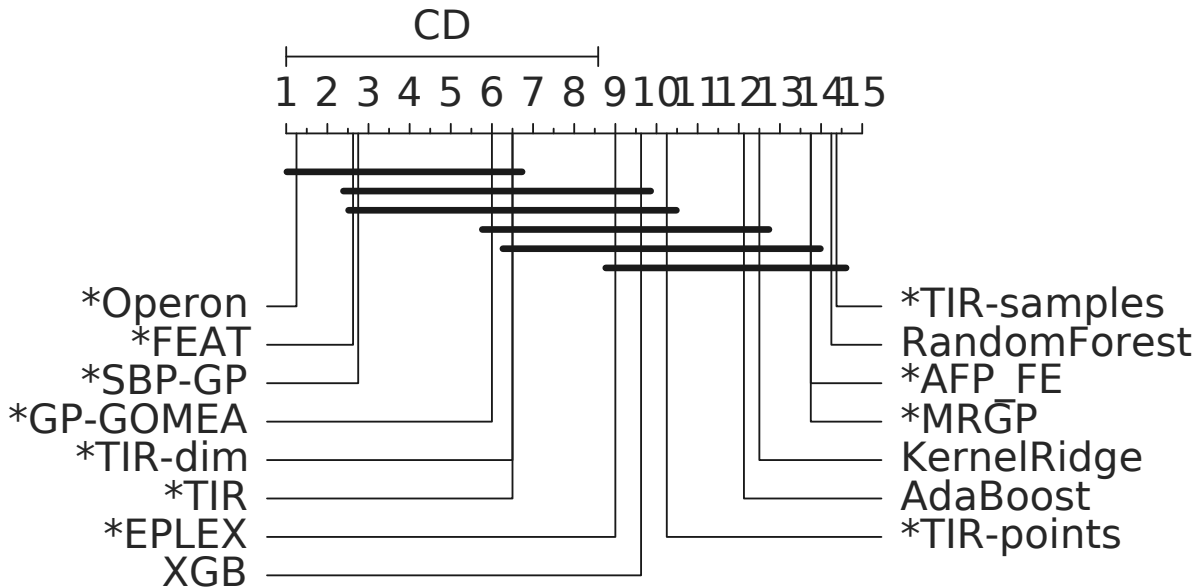 CD
1 2 3 4 5 6 7 8 9 10 11 12 13 14 15
*Operon
*FEAT
*SBP-GP
*GP-GOMEA
*TIR-dim
*TIR
*EPLEX
XGB
*TIR-samples
RandomForest
*AFP_FE
*MRGP
KernelRidge
AdaBoost
*TIR-points